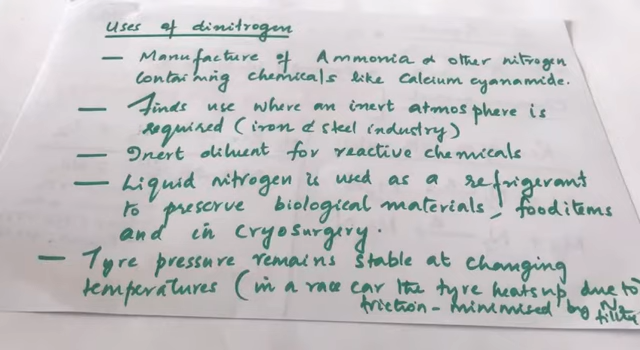 Uses of dinitrogen
— Manufacture of Ammonia & other nitrogen
containing chemicals like Calcium cyanamide.
— Finds use where an inert atmosphere is
required (iron & steel industry)
— Inert diluent for reactive chemicals
— Liquid nitrogen is used as a refrigerant
to preserve biological materials, food items
and in cryosurgery.
— Tyre pressure remains stable at changing
temperatures (in a race car the tyre heats up due to
friction - minimised by N₂